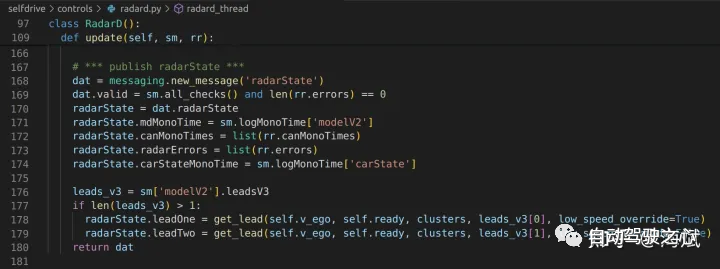 selfdrive > controls > radard.py > radard_thread
97 class RadarD():
109 def update(self, sm, rr):
166
167 # *** publish radarState ***
168 dat = messaging.new_message('radarState')
169 dat.valid = sm.all_checks() and len(rr.errors) == 0
170 radarState = dat.radarState
171 radarState.mdMonoTime = sm.logMonoTime['modelV2']
172 radarState.canMonoTimes = list(rr.canMonoTimes)
173 radarState.radarErrors = list(rr.errors)
174 radarState.carStateMonoTime = sm.logMonoTime['carState']
175
176 leads_v3 = sm['modelV2'].leadsV3
177 if len(leads_v3) > 1:
178 radarState.leadOne = get_lead(self.v_ego, self.ready, clusters, leads_v3[0], low_speed_override=True)
179 radarState.leadTwo = get_lead(self.v_ego, self.ready, clusters, leads_v3[1],
180 return dat
181
自动驾驶之心